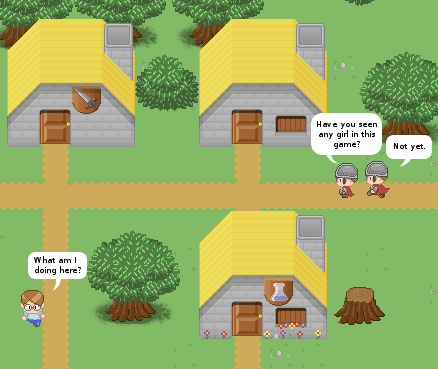 Have you seen
any girl in this
game?
Not yet.
What am I
doing here?